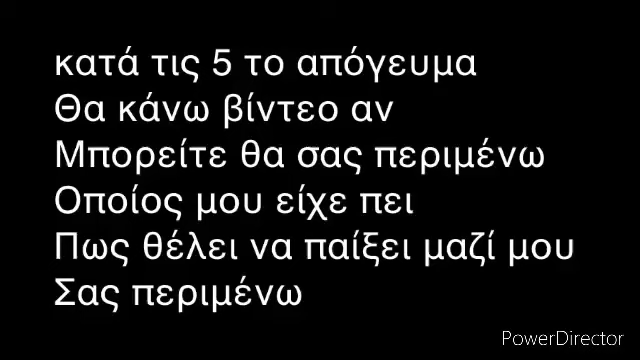 κατά τις 5 το απόγευμα
Θα κάνω βίντεο αν
Μπορείτε θα σας περιμένω
Οποίος μου είχε πει
Πως θέλει να παίξει μαζί μου
Σας περιμένω
PowerDirector